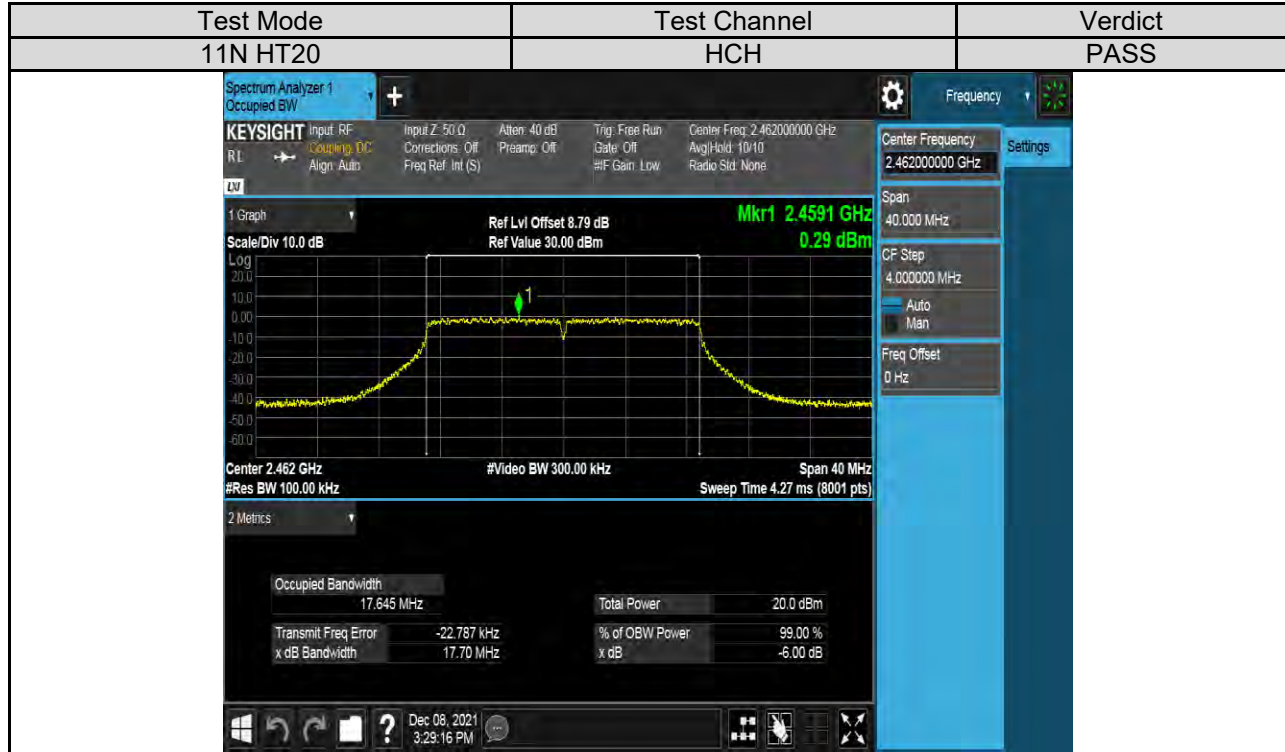 Test Mode Test Channel Verdict
11N HT20 HCH PASS
Spectrum Analyzer 1
Occupied BW
+
Frequency
KEYSIGHT Input: RF Input Z: 50 Ω Atten: 40 dB Trig: Free Run Center Freq: 2.462000000 GHz
RL Coupling: DC Corrections: Off Preamp: Off Gate: Off Avg|Hold: 10/10
Align: Auto Freq Ref: Int (S) #IF Gain: Low Radio Std: None
LXI
Center Frequency
2.462000000 GHz
Settings
Span
40.000 MHz
CF Step
4.000000 MHz
Auto
Man
Freq Offset
0 Hz
1 Graph Ref Lvl Offset 8.79 dB Mkr1 2.4591 GHz
Scale/Div 10.0 dB Ref Value 30.00 dBm 0.29 dBm
Log
20.0
10.0
1
0.00
-10.0
-20.0
-30.0
-40.0
-50.0
-60.0
Center 2.462 GHz #Video BW 300.00 kHz Span 40 MHz
#Res BW 100.00 kHz Sweep Time 4.27 ms (8001 pts)
2 Metrics
Occupied Bandwidth
17.645 MHz Total Power 20.0 dBm
Transmit Freq Error -22.787 kHz % of OBW Power 99.00 %
x dB Bandwidth 17.70 MHz x dB -6.00 dB
? Dec 08, 2021
3:29:16 PM